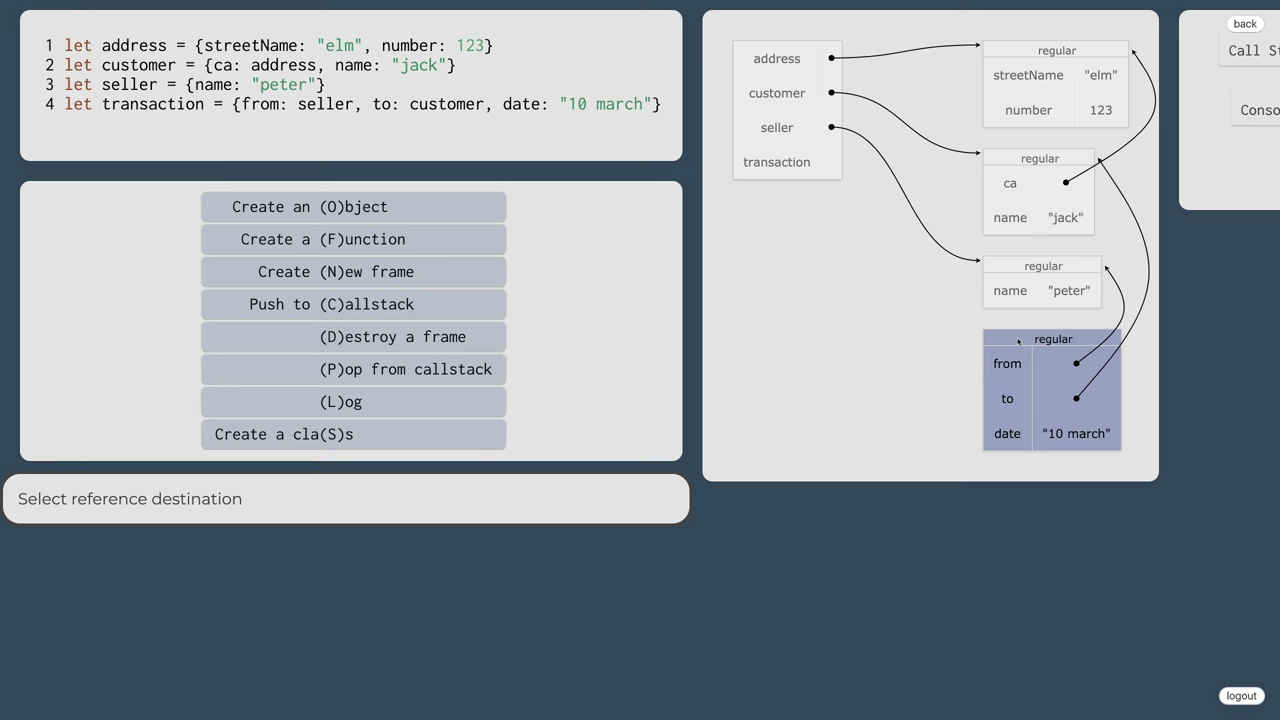 1 let address = {streetName: "elm", number: 123}
2 let customer = {ca: address, name: "jack"}
3 let seller = {name: "peter"}
4 let transaction = {from: seller, to: customer, date: "10 march"}
Create an (O)bject
Create a (F)unction
Create (N)ew frame
Push to (C)allstack
(D)estroy a frame
(P)op from callstack
(L)og
Create a cla(S)s
Select reference destination
address
customer
seller
transaction
regular
streetName "elm"
number 123
regular
ca
name "jack"
regular
name "peter"
regular
from
to
date "10 march"
back
Call St
Conso
logout